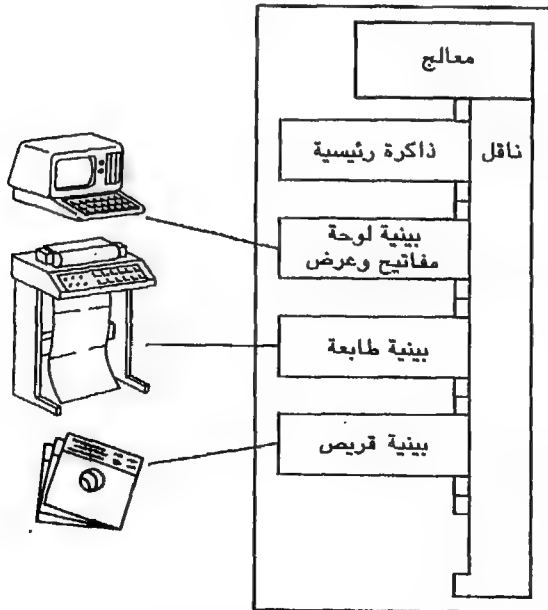 معالج
ناقل
ذاكرة رئيسية
بينية لوحة
مفاتيح وعرض
بينية طابعة
بينية قريص